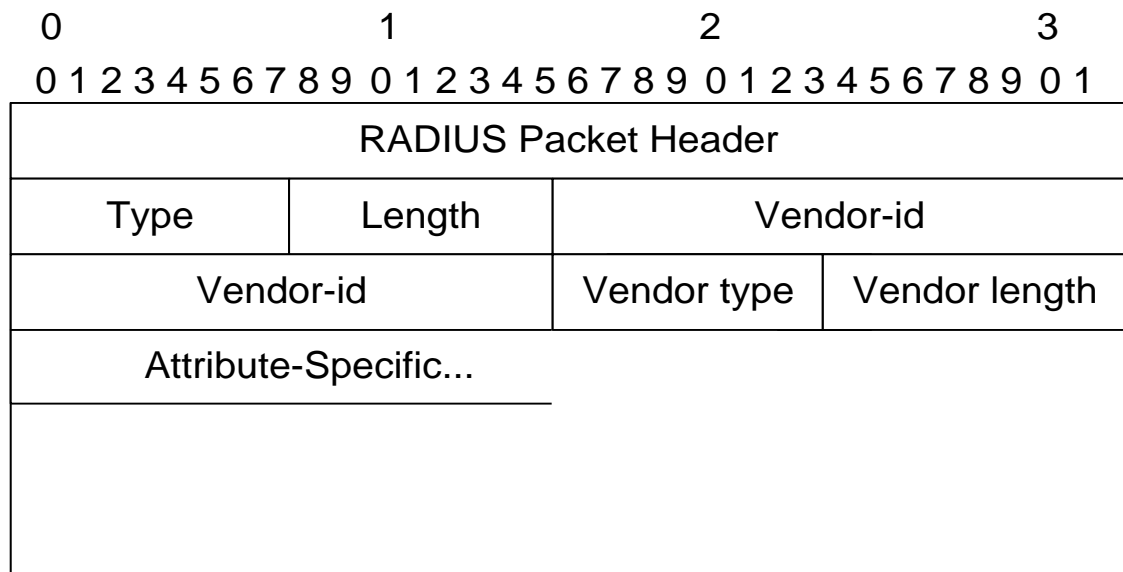 0 1 2 3
0 1 2 3 4 5 6 7 8 9 0 1 2 3 4 5 6 7 8 9 0 1 2 3 4 5 6 7 8 9 0 1
RADIUS Packet Header
Type Length Vendor-id
Vendor-id Vendor type Vendor length
Attribute-Specific...